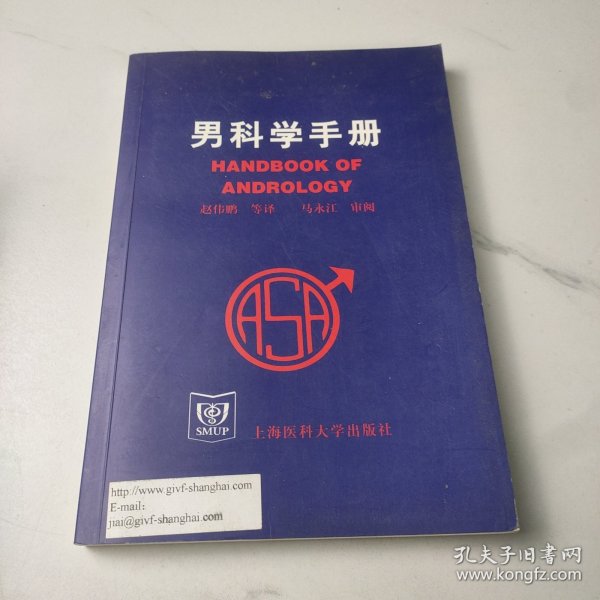 男科学手册
HANDBOOK OF
ANDROLOGY
赵伟鹏 等译 马永江 审阅
ASA
SMUP
上海医科大学出版社
http://www.givf-shanghai.com
E-mail:
jiai@givf-shanghai.com
孔夫子旧书网
www.kongfz.com